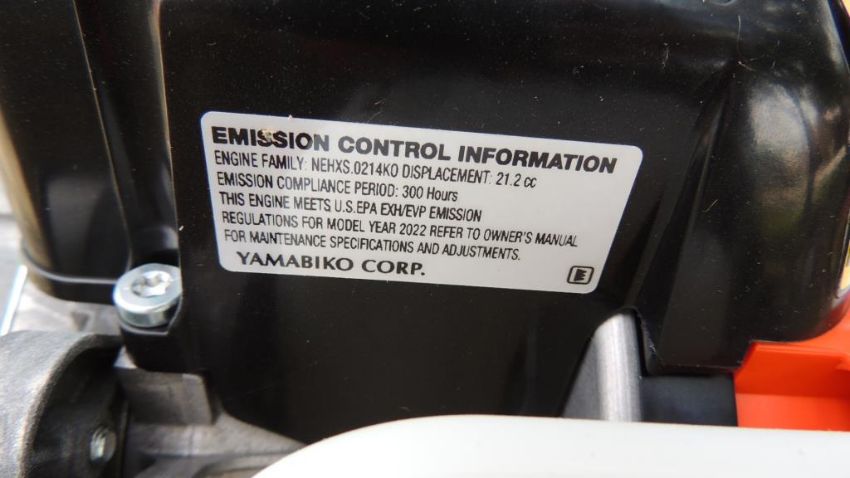 EMISSION CONTROL INFORMATION
ENGINE FAMILY: NEHXS.0214KO DISPLACEMENT: 21.2 cc
EMISSION COMPLIANCE PERIOD: 300 Hours
THIS ENGINE MEETS U.S.EPA EXH/EVP EMISSION
REGULATIONS FOR MODEL YEAR 2022 REFER TO OWNER'S MANUAL
FOR MAINTENANCE SPECIFICATIONS AND ADJUSTMENTS.
YAMABIKO CORP.
E